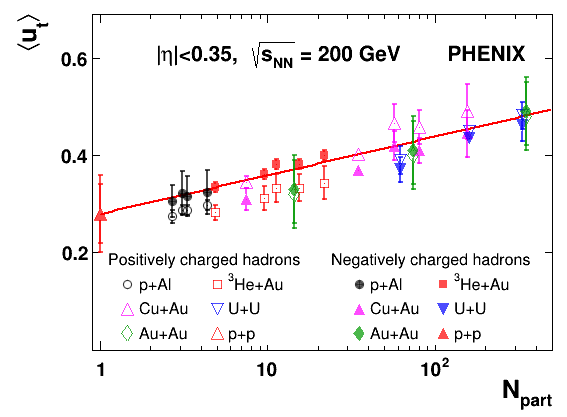 ⟨u_t⟩
|η|<0.35, √s_NN = 200 GeV PHENIX
0.6
0.4
0.2
Positively charged hadrons Negatively charged hadrons
p+Al ³He+Au p+Al ³He+Au
Cu+Au U+U Cu+Au U+U
Au+Au p+p Au+Au p+p
1 10 10²
N_part